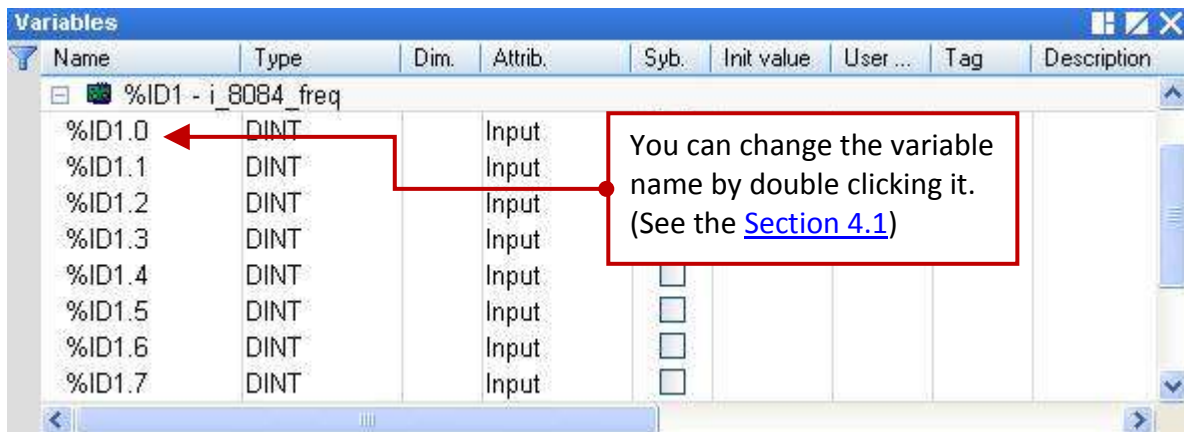 Variables
Name Type Dim. Attrib. Syb. Init value User ... Tag Description
%ID1 - i_8084_freq
%ID1.0 DINT Input
%ID1.1 DINT Input
%ID1.2 DINT Input
%ID1.3 DINT Input
%ID1.4 DINT Input
%ID1.5 DINT Input
%ID1.6 DINT Input
%ID1.7 DINT Input
You can change the variable
name by double clicking it.
(See the Section 4.1)